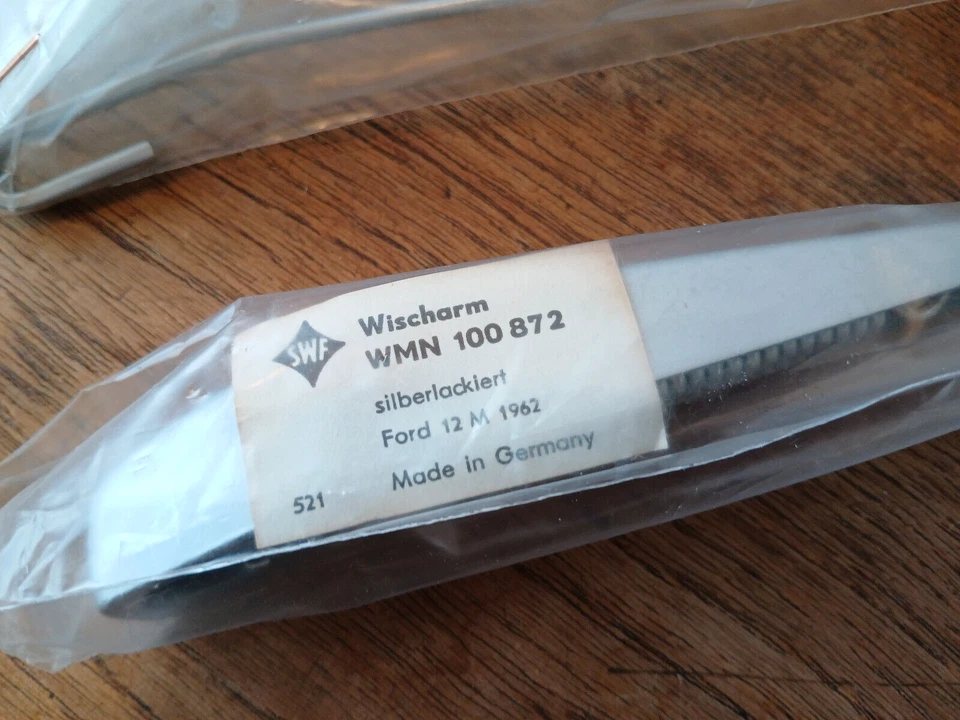 SWF
Wischarm
WMN 100 872
silberlackiert
Ford 12 M 1962
Made in Germany
521